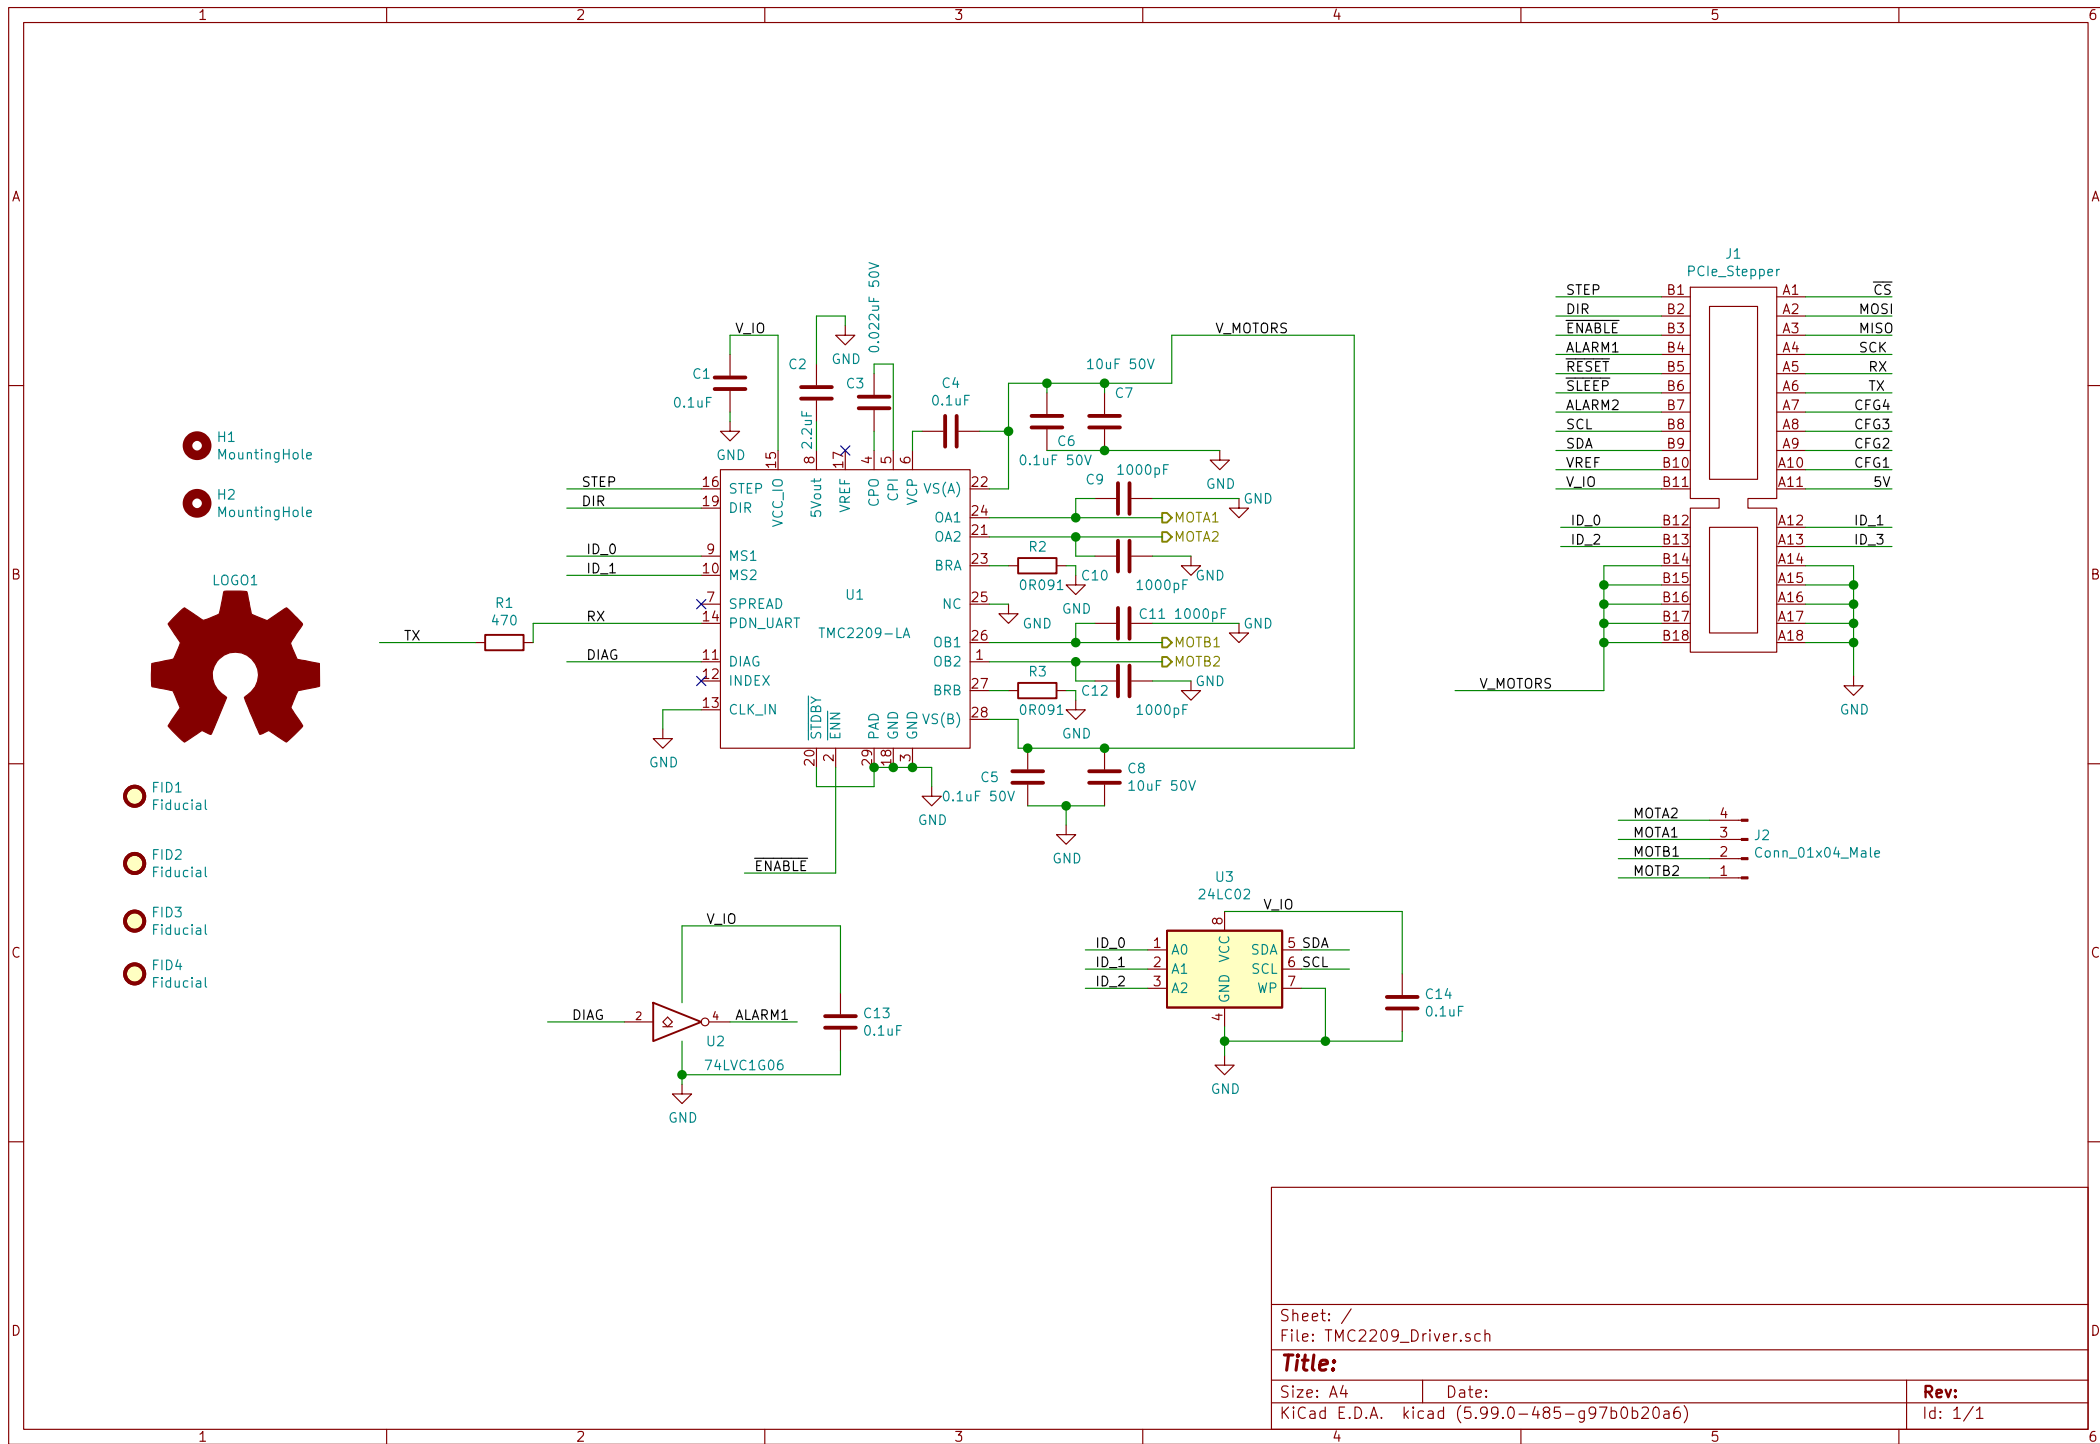 1 2 3 4 5 6
A
B
C
D
A
B
C
D
1 2 3 4 5 6
H1
MountingHole
H2
MountingHole
LOGO1
FID1
Fiducial
FID2
Fiducial
FID3
Fiducial
FID4
Fiducial
TX
R1
470
RX
V_IO
C1
0.1uF
GND
C2
2.2uF
GND
C3
0.022uF 50V
C4
0.1uF
V_MOTORS
10uF 50V
C7
C6
0.1uF 50V
GND
STEP
DIR
ID_0
ID_1
DIAG
16 STEP
19 DIR
9 MS1
10 MS2
7 SPREAD
14 PDN_UART
11 DIAG
12 INDEX
13 CLK_IN
GND
15 VCC_IO
8 5Vout
17 VREF
4 CPO
5 CPI
6 VCP
U1
TMC2209-LA
VS(A) 22
OA1 24
OA2 21
BRA 23
NC 25
OB1 26
OB2 1
BRB 27
VS(B) 28
20 STDBY
2 ENN
29 PAD
18 GND
3 GND
GND
ENABLE
1000pF
C9
GND
MOTA1
MOTA2
R2
0R091
GND
C10
1000pF
GND
GND
C11 1000pF
GND
MOTB1
MOTB2
R3
0R091
GND
C12
1000pF
GND
C5
0.1uF 50V
C8
10uF 50V
GND
J1
PCIe_Stepper
STEP B1 A1 CS
DIR B2 A2 MOSI
ENABLE B3 A3 MISO
ALARM1 B4 A4 SCK
RESET B5 A5 RX
SLEEP B6 A6 TX
ALARM2 B7 A7 CFG4
SCL B8 A8 CFG3
SDA B9 A9 CFG2
VREF B10 A10 CFG1
V_IO B11 A11 5V
ID_0 B12 A12 ID_1
ID_2 B13 A13 ID_3
B14 A14
B15 A15
B16 A16
B17 A17
B18 A18
V_MOTORS
GND
MOTA2 4
MOTA1 3
MOTB1 2
MOTB2 1
J2
Conn_01x04_Male
V_IO
DIAG 2 4 ALARM1
U2
74LVC1G06
C13
0.1uF
GND
U3
24LC02
V_IO
8
VCC
ID_0 1 A0 SDA 5 SDA
ID_1 2 A1 SCL 6 SCL
ID_2 3 A2 WP 7
GND
4
C14
0.1uF
GND
Sheet: /
File: TMC2209_Driver.sch
Title:
Size: A4 Date: Rev:
KiCad E.D.A. kicad (5.99.0-485-g97b0b20a6) Id: 1/1